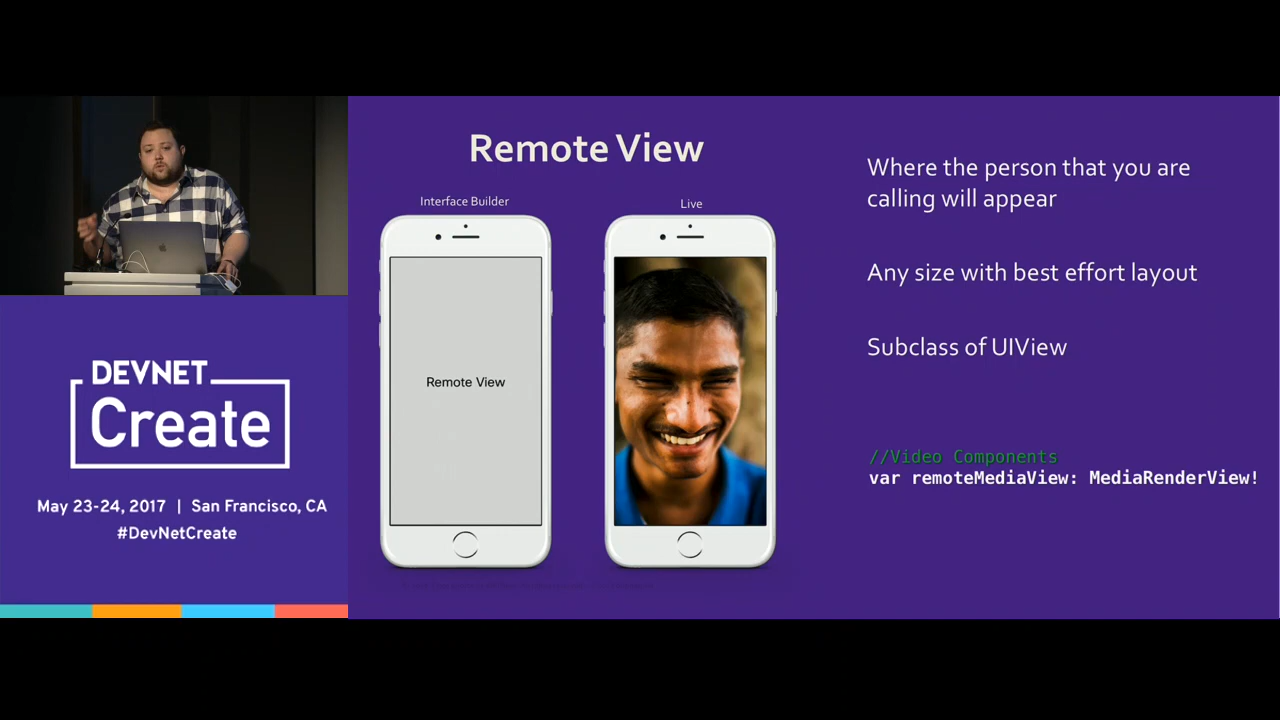 Remote View
Interface Builder
Live
Remote View
Where the person that you are
calling will appear
Any size with best effort layout
Subclass of UIView
//Video Components
var remoteMediaView: MediaRenderView!
DEVNET
Create
May 23-24, 2017 | San Francisco, CA
#DevNetCreate